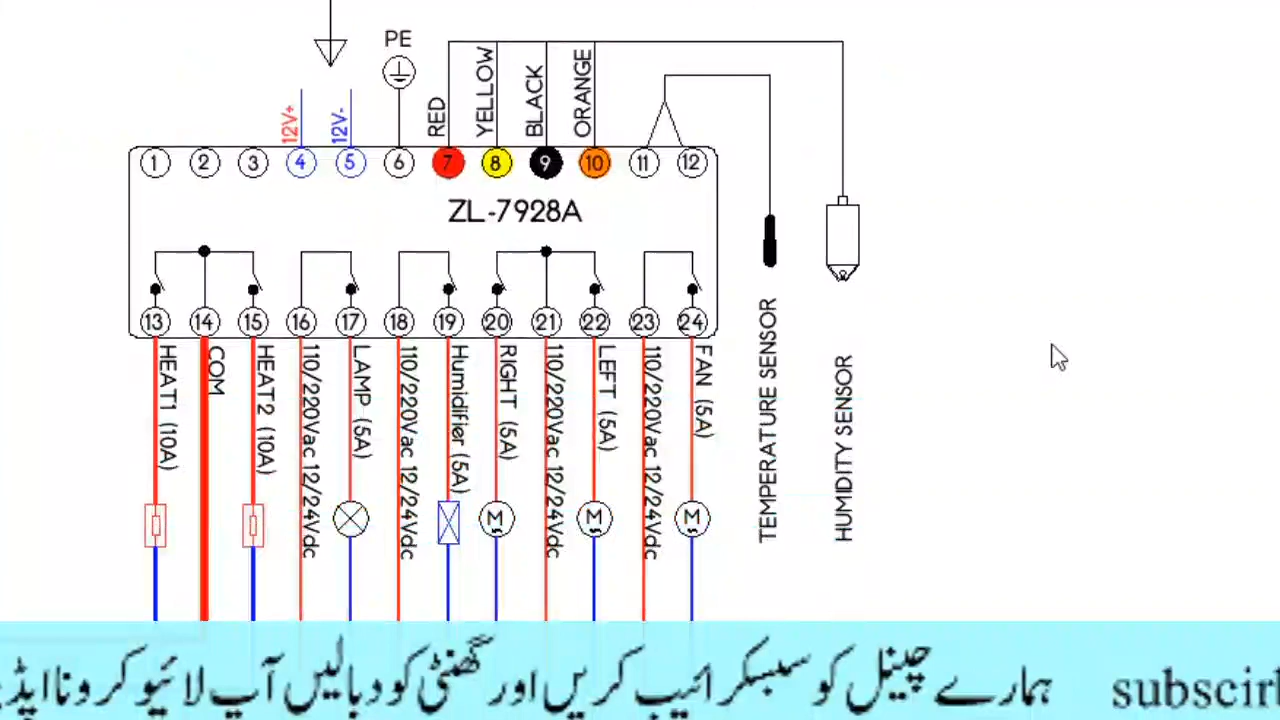 PE
12V+
12V-
RED
YELLOW
BLACK
ORANGE
1 2 3 4 5 6 7 8 9 10 11 12
ZL-7928A
13 14 15 16 17 18 19 20 21 22 23 24
HEAT1 (10A)
COM
HEAT2 (10A)
110/220Vac 12/24Vdc
LAMP (5A)
110/220Vac 12/24Vdc
Humidifier (5A)
RIGHT (5A)
110/220Vac 12/24Vdc
LEFT (5A)
110/220Vac 12/24Vdc
FAN (5A)
TEMPERATURE SENSOR
HUMIDITY SENSOR
ہمارے چینل کو سبسکرائیب کریں اور گھنٹی کو دبالیں آپ لائیو کرونا